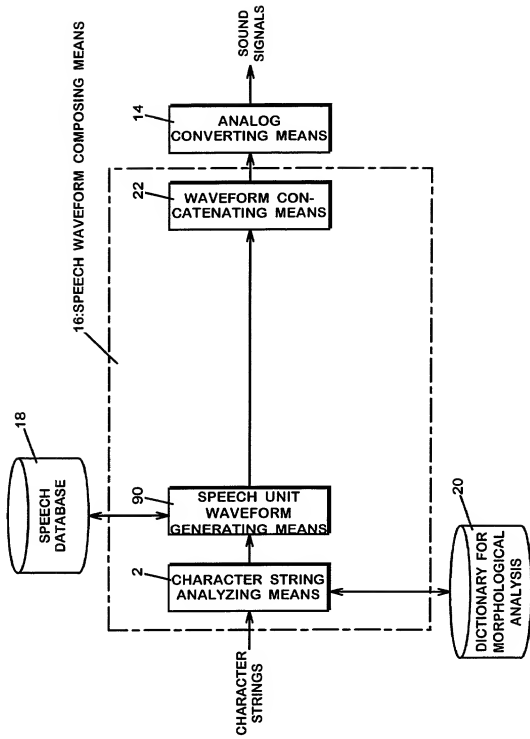 16:SPEECH WAVEFORM COMPOSING MEANS
18
SPEECH
DATABASE
CHARACTER
STRINGS
2
CHARACTER STRING
ANALYZING MEANS
90
SPEECH UNIT
WAVEFORM
GENERATING MEANS
22
WAVEFORM CON-
CATENATING MEANS
14
ANALOG
CONVERTING MEANS
SOUND
SIGNALS
20
DICTIONARY FOR
MORPHOLOGICAL
ANALYSIS